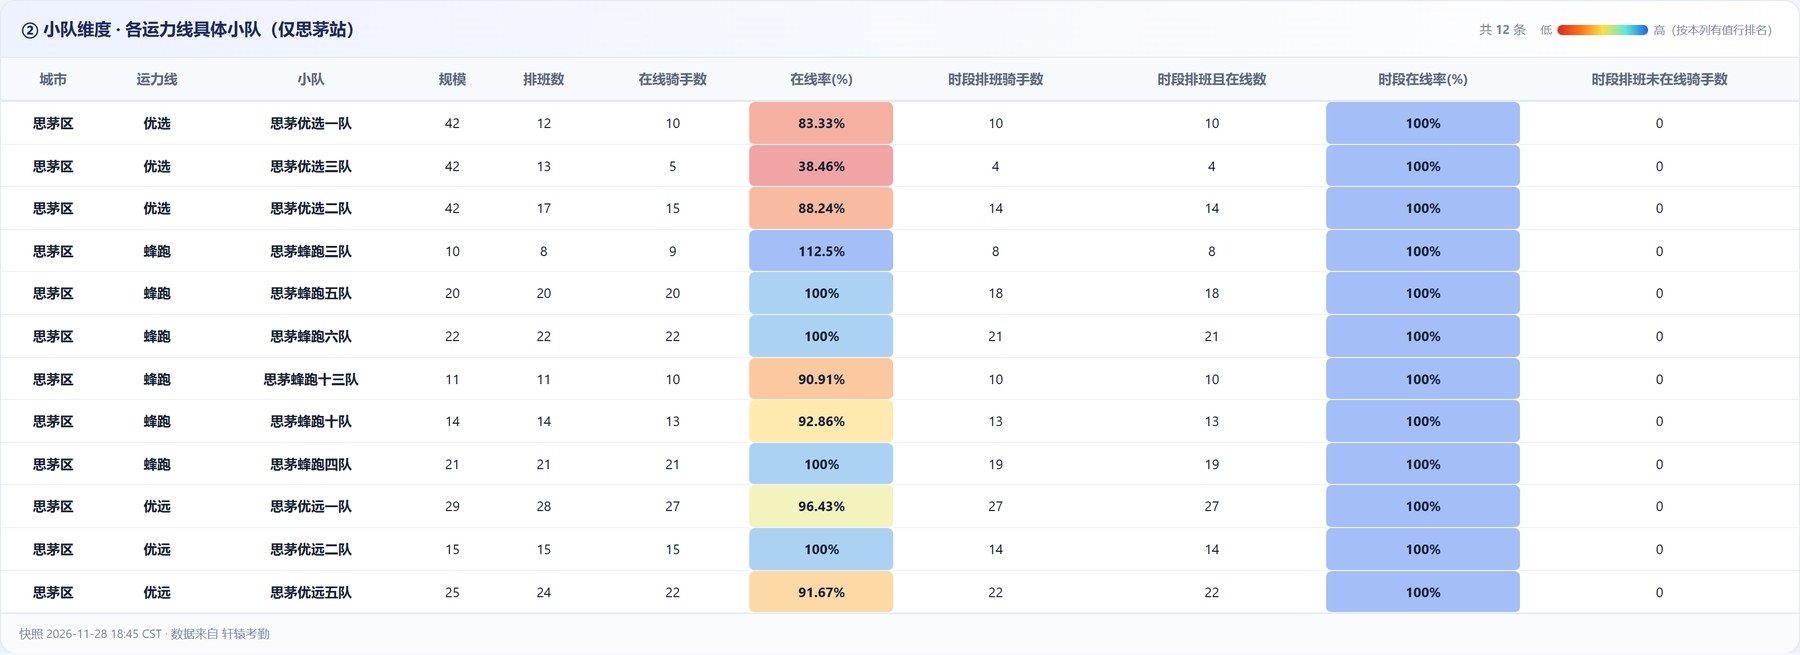 ② 小队维度 · 各运力线具体小队（仅思茅站）
共 12 条 低 高 (按本列有值行排名)
城市 运力线 小队 规模 排班数 在线骑手数 在线率(%) 时段排班骑手数 时段排班且在线数 时段在线率(%) 时段排班未在线骑手数
思茅区 优选 思茅优选一队 42 12 10 83.33% 10 10 100% 0
思茅区 优选 思茅优选三队 42 13 5 38.46% 4 4 100% 0
思茅区 优选 思茅优选二队 42 17 15 88.24% 14 14 100% 0
思茅区 蜂跑 思茅蜂跑三队 10 8 9 112.5% 8 8 100% 0
思茅区 蜂跑 思茅蜂跑五队 20 20 20 100% 18 18 100% 0
思茅区 蜂跑 思茅蜂跑六队 22 22 22 100% 21 21 100% 0
思茅区 蜂跑 思茅蜂跑十三队 11 11 10 90.91% 10 10 100% 0
思茅区 蜂跑 思茅蜂跑十队 14 14 13 92.86% 13 13 100% 0
思茅区 蜂跑 思茅蜂跑四队 21 21 21 100% 19 19 100% 0
思茅区 优远 思茅优远一队 29 28 27 96.43% 27 27 100% 0
思茅区 优远 思茅优远二队 15 15 15 100% 14 14 100% 0
思茅区 优远 思茅优远五队 25 24 22 91.67% 22 22 100% 0
快照 2026-11-28 18:45 CST · 数据来自 轩辕考勤